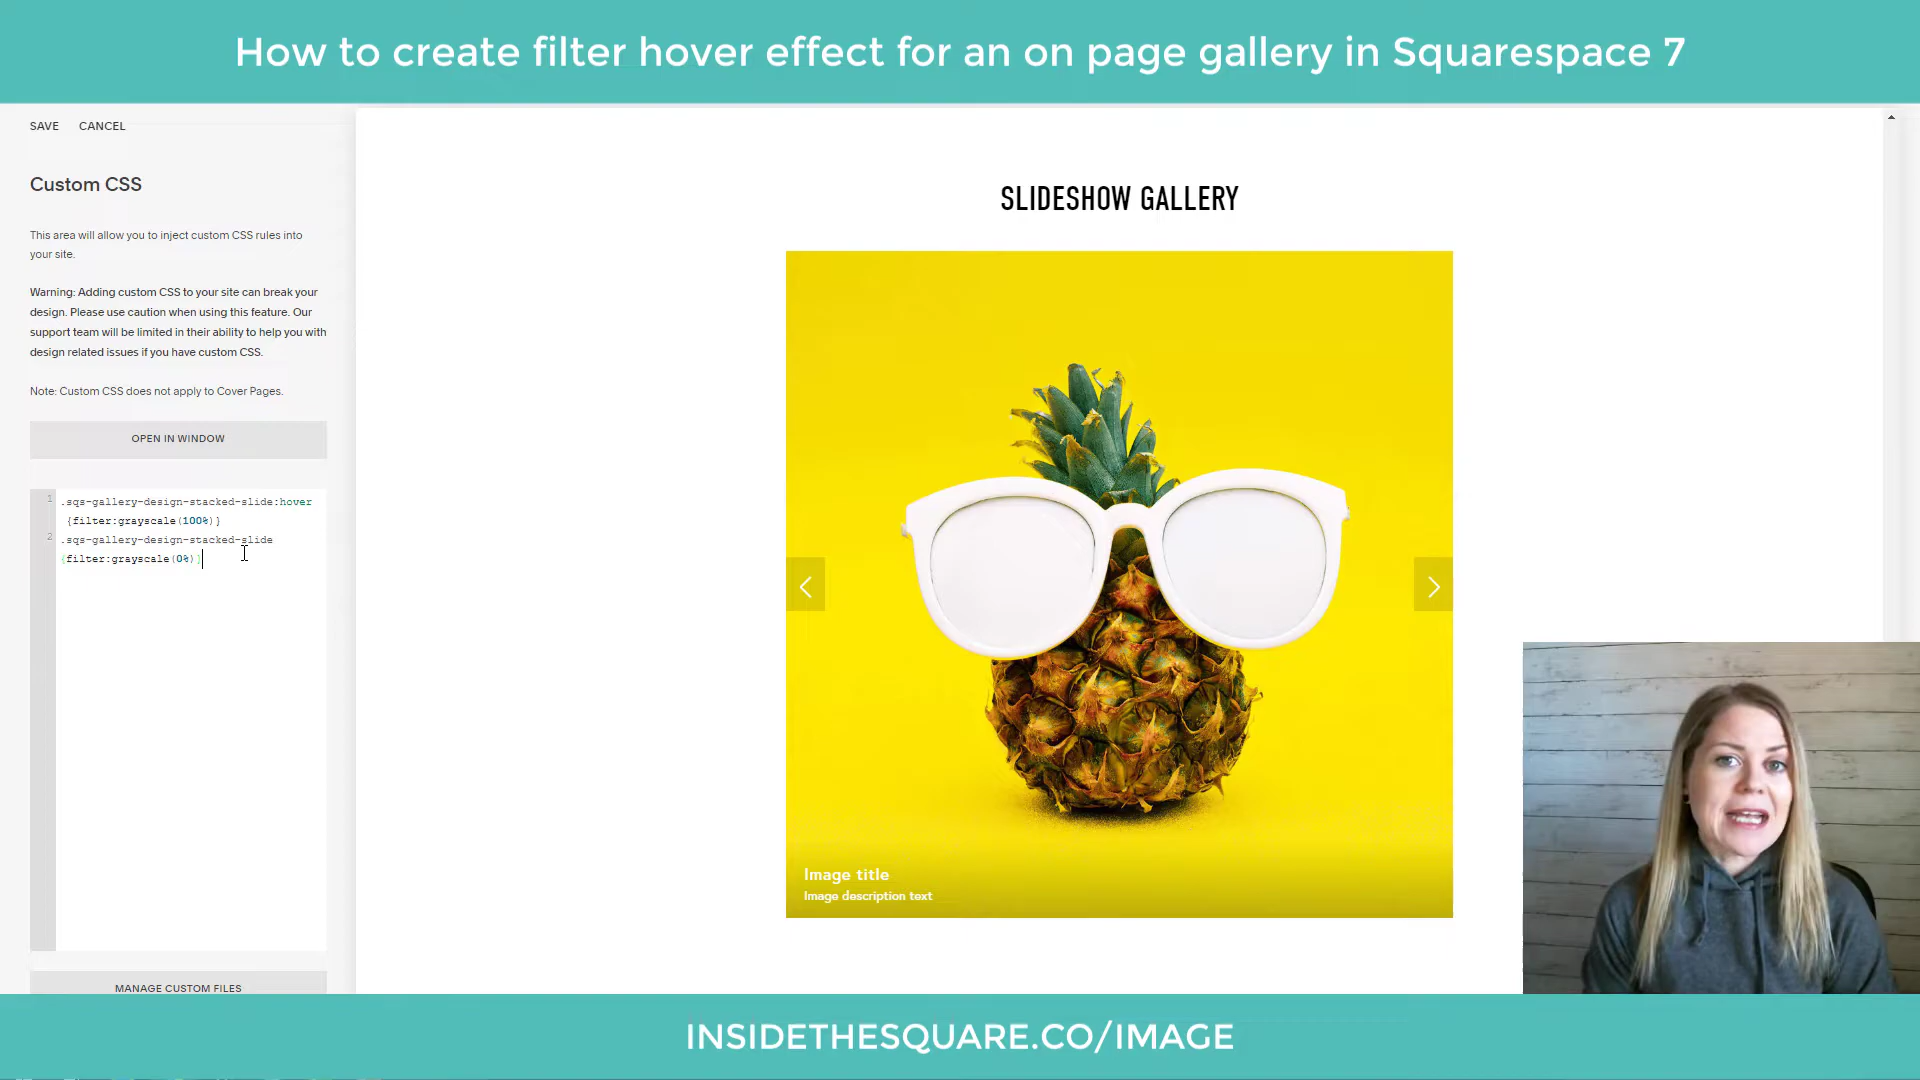 How to create filter hover effect for an on page gallery in Squarespace 7
SAVE CANCEL
Custom CSS
This area will allow you to inject custom CSS rules into
your site.
Warning: Adding custom CSS to your site can break your
design. Please use caution when using this feature. Our
support team will be limited in their ability to help you with
design related issues if you have custom CSS.
Note: Custom CSS does not apply to Cover Pages.
OPEN IN WINDOW
1 .sqs-gallery-design-stacked-slide:hover
{filter:grayscale(100%)}
2 .sqs-gallery-design-stacked-slide
{filter:grayscale(0%)}
MANAGE CUSTOM FILES
SLIDESHOW GALLERY
Image title
Image description text
INSIDETHESQUARE.CO/IMAGE